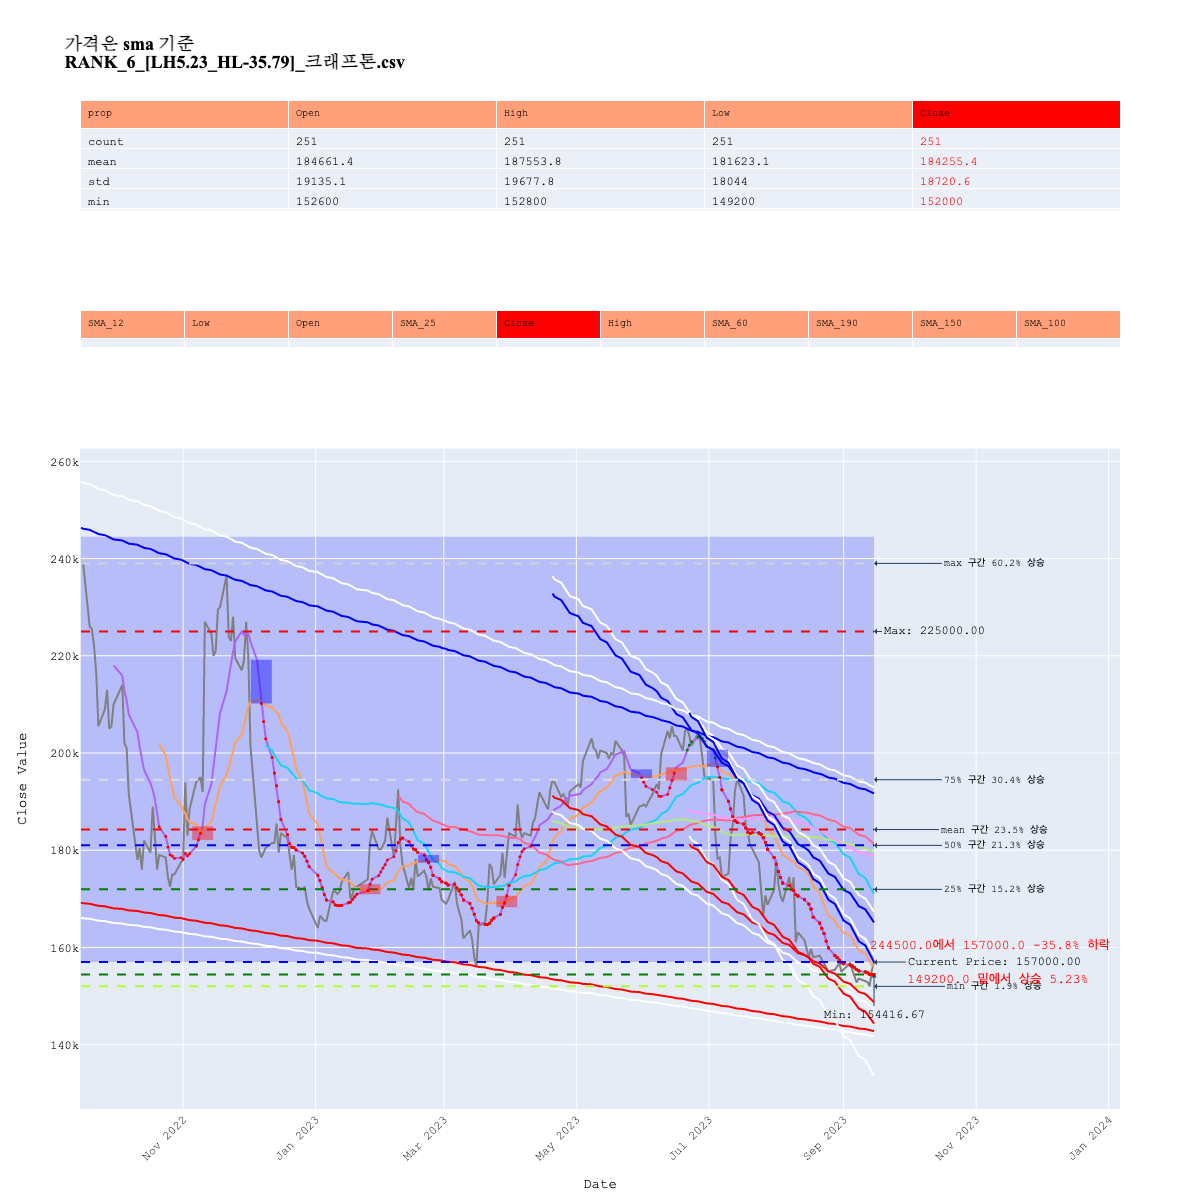 가격은 sma 기준
RANK_6_[LH5.23_HL-35.79]_크래프톤.csv
prop Open High Low Close
count 251 251 251 251
mean 184661.4 187553.8 181623.1 184255.4
std 19135.1 19677.8 18044 18720.6
min 152600 152800 149200 152000
SMA_12 Low Open SMA_25 Close High SMA_60 SMA_190 SMA_150 SMA_100
260k
240k
220k
200k
180k
160k
140k
Close Value
max 구간 60.2% 상승
Max: 225000.00
75% 구간 30.4% 상승
mean 구간 23.5% 상승
50% 구간 21.3% 상승
25% 구간 15.2% 상승
244500.0에서 157000.0 -35.8% 하락
Current Price: 157000.00
149200.0 밑에서 상승 5.23%
min 구간 1.9% 상승
Min: 154416.67
Nov 2022
Jan 2023
Mar 2023
May 2023
Jul 2023
Sep 2023
Nov 2023
Jan 2024
Date